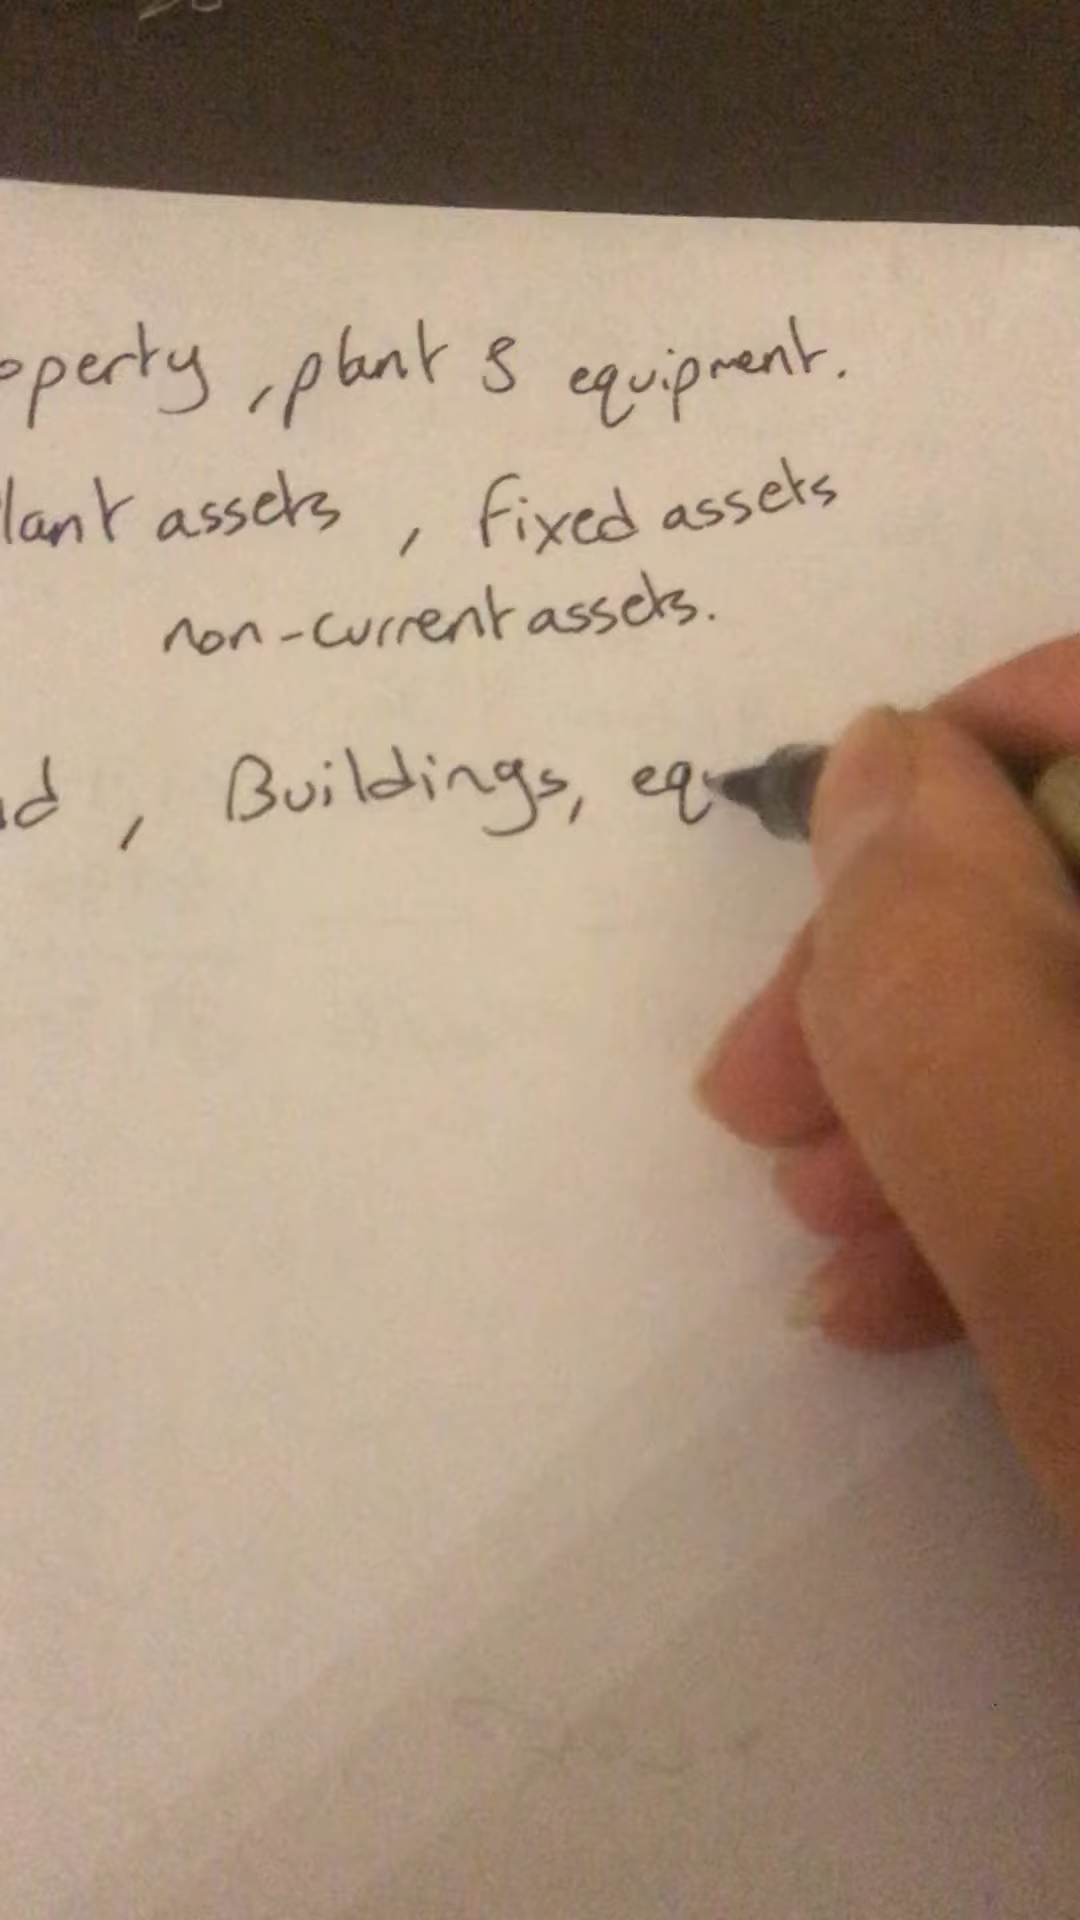 operty, plant & equipment.
lant assets, fixed assets
non-current assets.
d, Buildings, eq